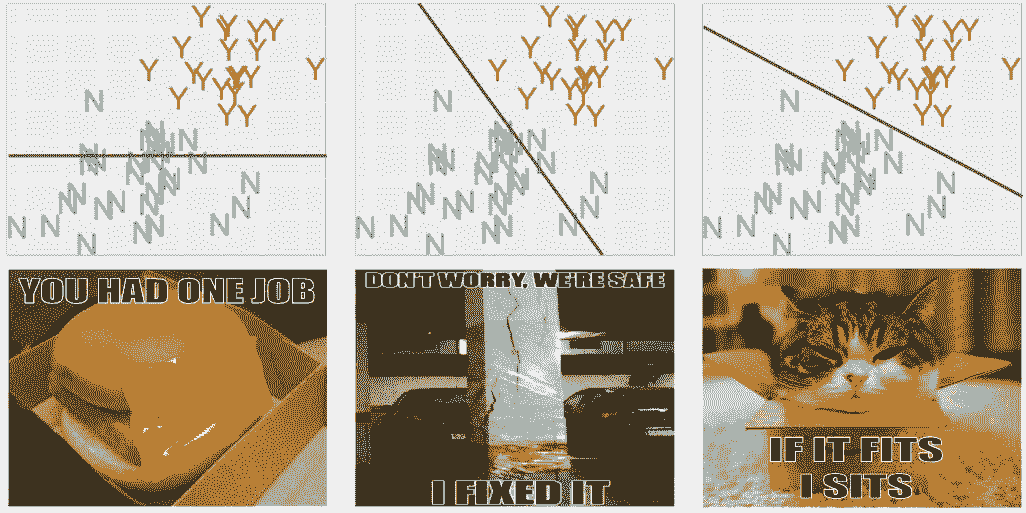 YOU HAD ONE JOB
DON'T WORRY, WE'RE SAFE
I FIXED IT
IF IT FITS
I SITS